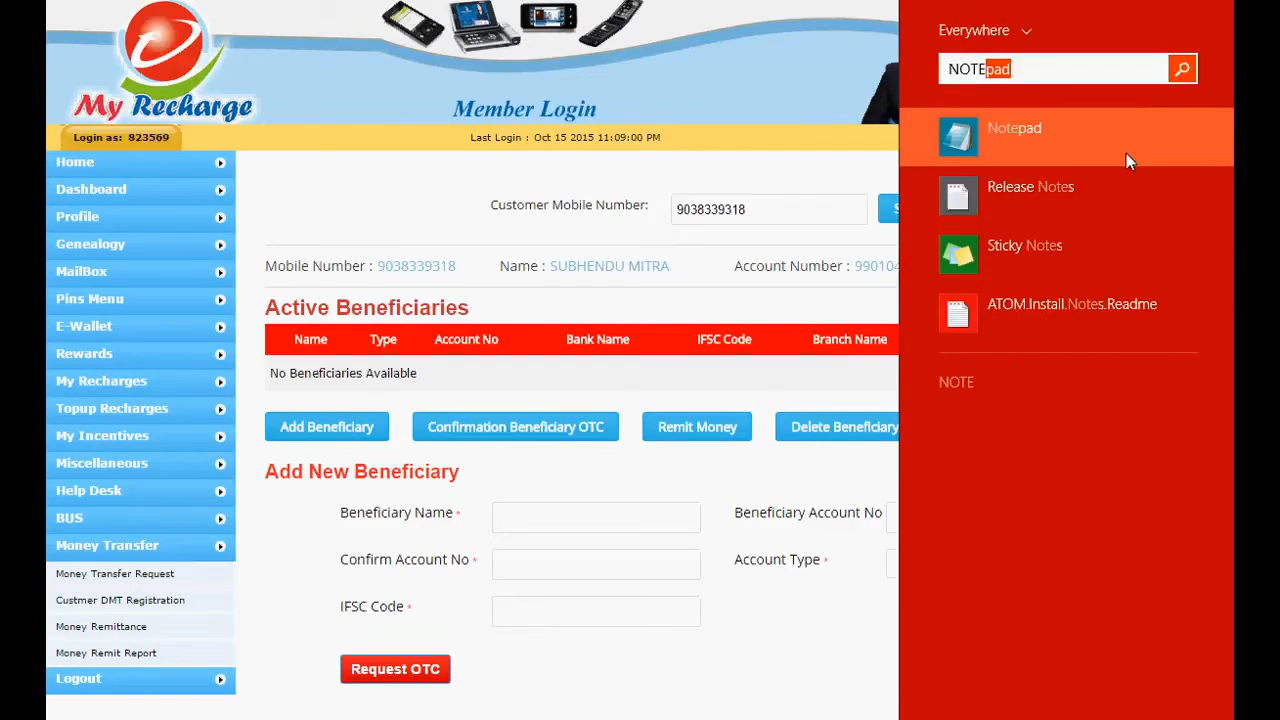 My Recharge
Member Login
Login as: 823569
Last Login : Oct 15 2015 11:09:00 PM
Home
Dashboard
Profile
Genealogy
MailBox
Pins Menu
E-Wallet
Rewards
My Recharges
Topup Recharges
My Incentives
Miscellaneous
Help Desk
BUS
Money Transfer
Money Transfer Request
Custmer DMT Registration
Money Remittance
Money Remit Report
Logout
Customer Mobile Number: 9038339318 S
Mobile Number : 9038339318 Name : SUBHENDU MITRA Account Number : 990104
Active Beneficiaries
Name Type Account No Bank Name IFSC Code Branch Name
No Beneficiaries Available
Add Beneficiary Confirmation Beneficiary OTC Remit Money Delete Beneficiary
Add New Beneficiary
Beneficiary Name * Beneficiary Account No
Confirm Account No * Account Type *
IFSC Code *
Request OTC
Everywhere
NOTEpad
Notepad
Release Notes
Sticky Notes
ATOM.Install.Notes.Readme
NOTE